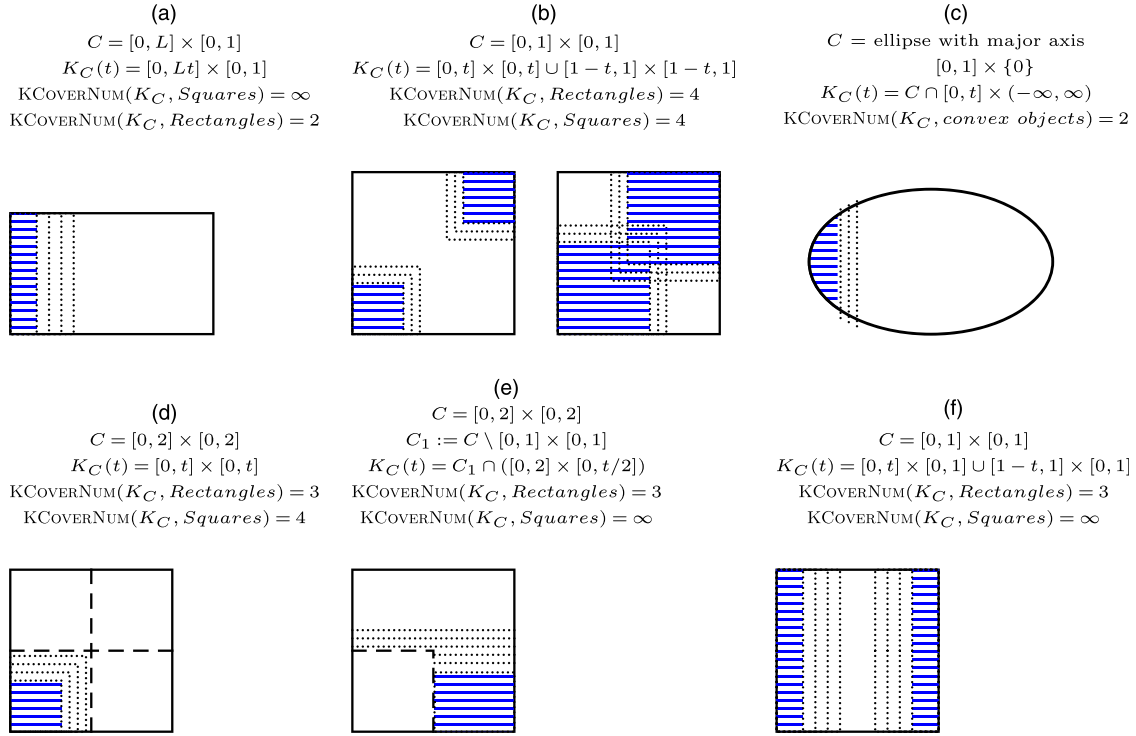 (a)
C = [0, L] × [0, 1]
K_C(t) = [0, Lt] × [0, 1]
KCOVERNUM(K_C, Squares) = ∞
KCOVERNUM(K_C, Rectangles) = 2
(b)
C = [0, 1] × [0, 1]
K_C(t) = [0, t] × [0, t] ∪ [1 − t, 1] × [1 − t, 1]
KCOVERNUM(K_C, Rectangles) = 4
KCOVERNUM(K_C, Squares) = 4
(c)
C = ellipse with major axis
[0, 1] × {0}
K_C(t) = C ∩ [0, t] × (−∞, ∞)
KCOVERNUM(K_C, convex objects) = 2
(d)
C = [0, 2] × [0, 2]
K_C(t) = [0, t] × [0, t]
KCOVERNUM(K_C, Rectangles) = 3
KCOVERNUM(K_C, Squares) = 4
(e)
C = [0, 2] × [0, 2]
C_1 := C \ [0, 1] × [0, 1]
K_C(t) = C_1 ∩ ([0, 2] × [0, t/2])
KCOVERNUM(K_C, Rectangles) = 3
KCOVERNUM(K_C, Squares) = ∞
(f)
C = [0, 1] × [0, 1]
K_C(t) = [0, t] × [0, 1] ∪ [1 − t, 1] × [0, 1]
KCOVERNUM(K_C, Rectangles) = 3
KCOVERNUM(K_C, Squares) = ∞